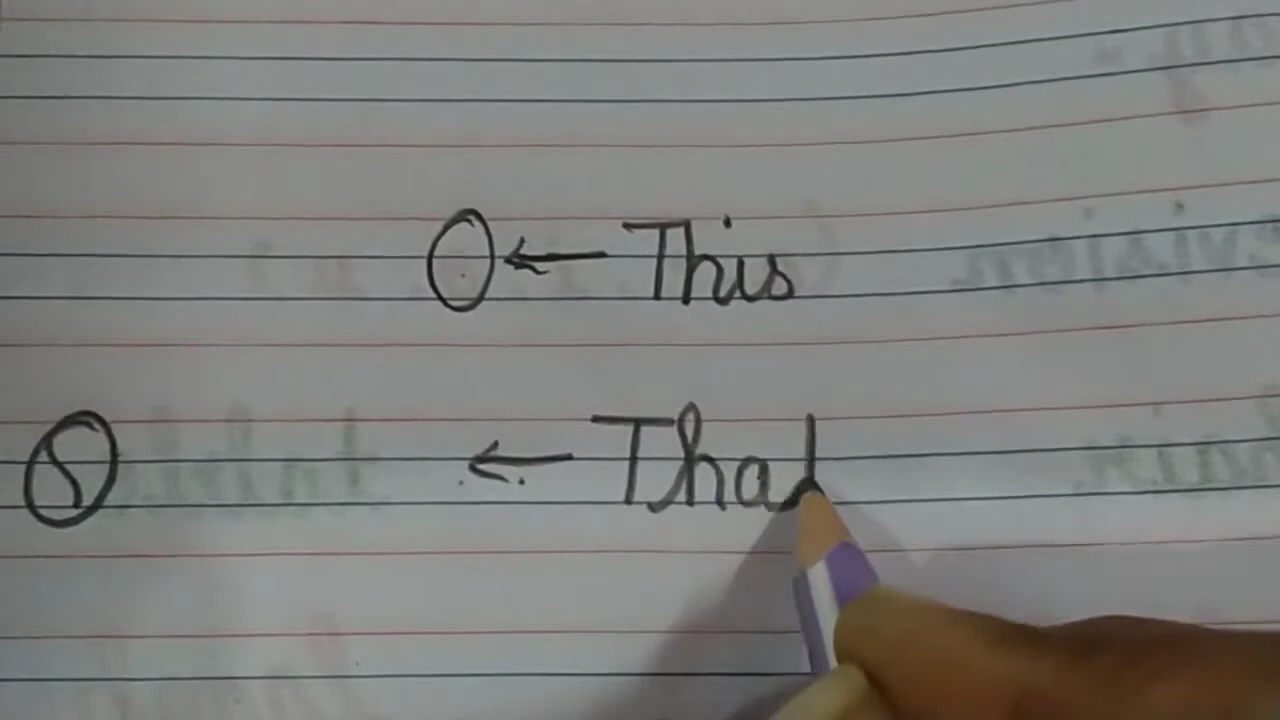 ← This
← That